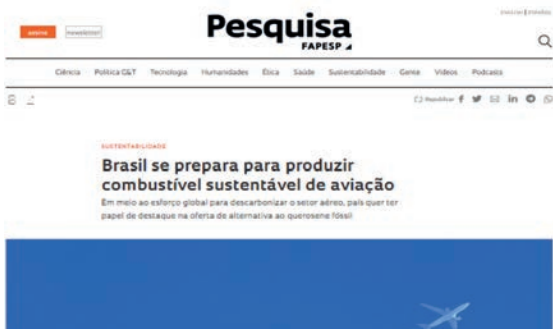 ENGLISH | ESPAÑOL
assine newsletter
Pesquisa
FAPESP
Ciência Política C&T Tecnologia Humanidades Ética Saúde Sustentabilidade Gente Vídeos Podcasts
Republicar
SUSTENTABILIDADE
Brasil se prepara para produzir
combustível sustentável de aviação
Em meio ao esforço global para descarbonizar o setor aéreo, país quer ter
papel de destaque na oferta de alternativa ao querosene fóssil